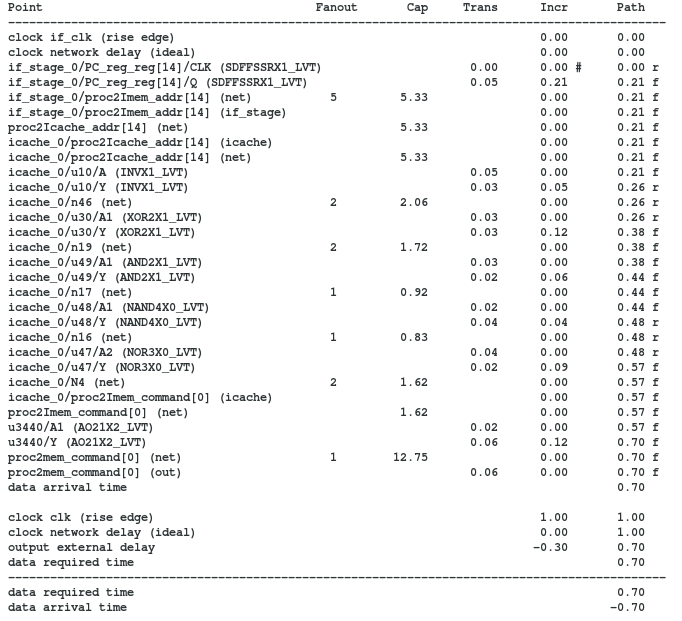 Point Fanout Cap Trans Incr Path
clock if_clk (rise edge) 0.00 0.00
clock network delay (ideal) 0.00 0.00
if_stage_0/PC_reg_reg[14]/CLK (SDFFSSRX1_LVT) 0.00 0.00 # 0.00 r
if_stage_0/PC_reg_reg[14]/Q (SDFFSSRX1_LVT) 0.05 0.21 0.21 f
if_stage_0/proc2Imem_addr[14] (net) 5 5.33 0.00 0.21 f
if_stage_0/proc2Imem_addr[14] (if_stage) 0.00 0.21 f
proc2Icache_addr[14] (net) 5.33 0.00 0.21 f
icache_0/proc2Icache_addr[14] (icache) 0.00 0.21 f
icache_0/proc2Icache_addr[14] (net) 5.33 0.00 0.21 f
icache_0/u10/A (INVX1_LVT) 0.05 0.00 0.21 f
icache_0/u10/Y (INVX1_LVT) 0.03 0.05 0.26 r
icache_0/n46 (net) 2 2.06 0.00 0.26 r
icache_0/u30/A1 (XOR2X1_LVT) 0.03 0.00 0.26 r
icache_0/u30/Y (XOR2X1_LVT) 0.03 0.12 0.38 f
icache_0/n19 (net) 2 1.72 0.00 0.38 f
icache_0/u49/A1 (AND2X1_LVT) 0.03 0.00 0.38 f
icache_0/u49/Y (AND2X1_LVT) 0.02 0.06 0.44 f
icache_0/n17 (net) 1 0.92 0.00 0.44 f
icache_0/u48/A1 (NAND4X0_LVT) 0.02 0.00 0.44 f
icache_0/u48/Y (NAND4X0_LVT) 0.04 0.04 0.48 r
icache_0/n16 (net) 1 0.83 0.00 0.48 r
icache_0/u47/A2 (NOR3X0_LVT) 0.04 0.00 0.48 r
icache_0/u47/Y (NOR3X0_LVT) 0.02 0.09 0.57 f
icache_0/N4 (net) 2 1.62 0.00 0.57 f
icache_0/proc2Imem_command[0] (icache) 0.00 0.57 f
proc2Imem_command[0] (net) 1.62 0.00 0.57 f
u3440/A1 (AO21X2_LVT) 0.02 0.00 0.57 f
u3440/Y (AO21X2_LVT) 0.06 0.12 0.70 f
proc2mem_command[0] (net) 1 12.75 0.00 0.70 f
proc2mem_command[0] (out) 0.06 0.00 0.70 f
data arrival time 0.70
clock clk (rise edge) 1.00 1.00
clock network delay (ideal) 0.00 1.00
output external delay −0.30 0.70
data required time 0.70
data required time 0.70
data arrival time −0.70